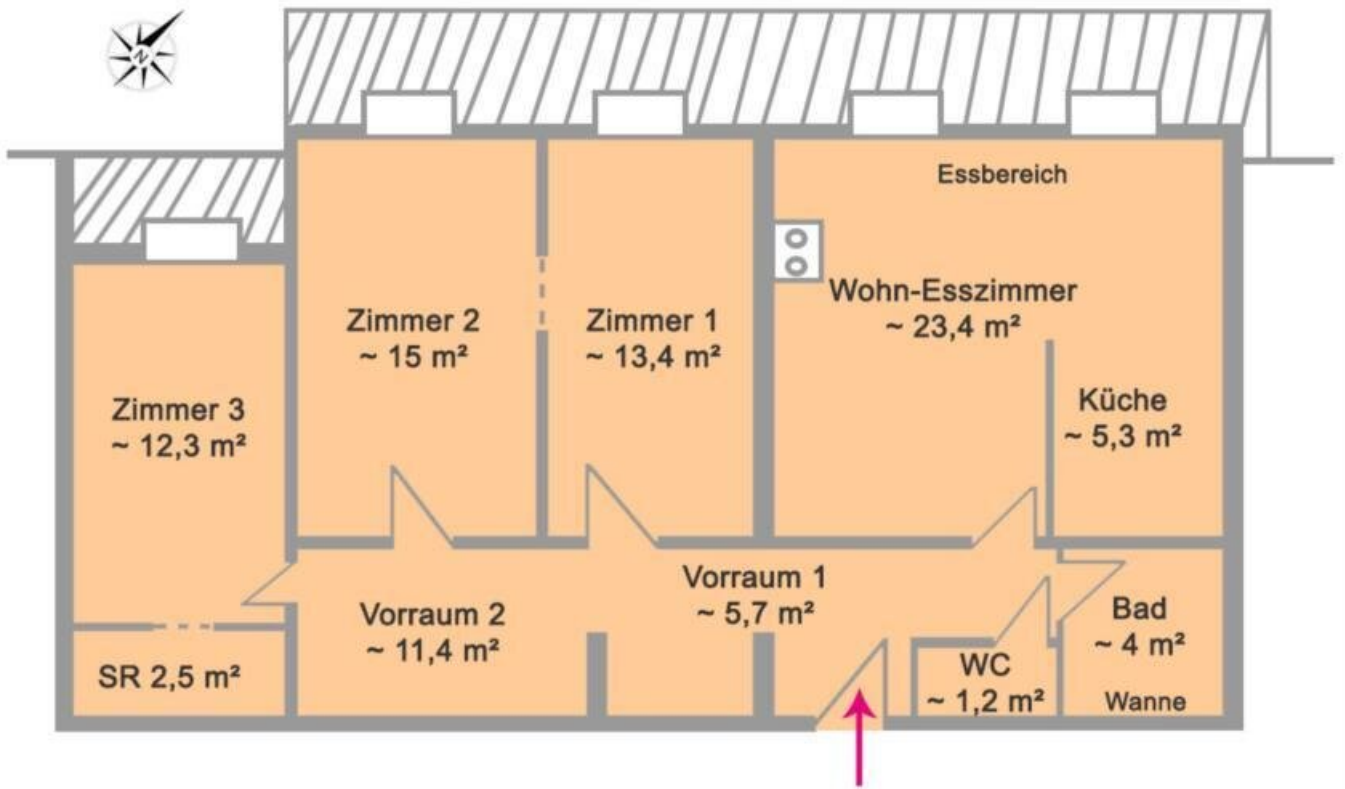 N
Essbereich
Wohn-Esszimmer
~ 23,4 m²
Zimmer 2
~ 15 m²
Zimmer 1
~ 13,4 m²
Zimmer 3
~ 12,3 m²
Küche
~ 5,3 m²
Vorraum 1
~ 5,7 m²
Vorraum 2
~ 11,4 m²
Bad
~ 4 m²
Wanne
WC
~ 1,2 m²
SR 2,5 m²